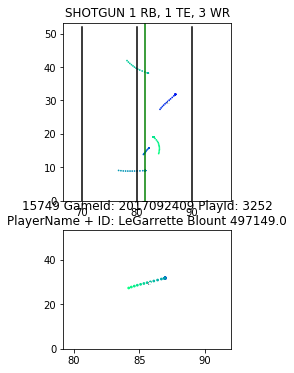 SHOTGUN 1 RB, 1 TE, 3 WR
50
40
30
20
10
0
70 80 90
15749 GameId: 2017092409 PlayId: 3252
PlayerName + ID: LeGarrette Blount 497149.0
40
20
0
80 85 90